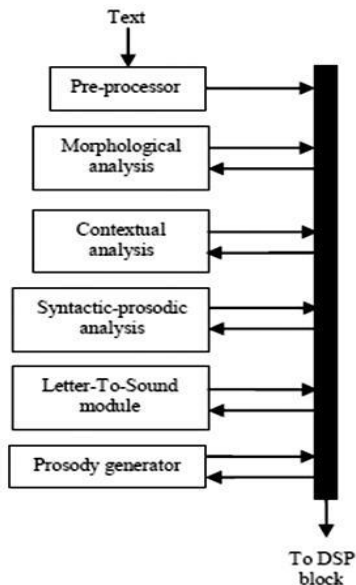 Text
Pre-processor
Morphological
analysis
Contextual
analysis
Syntactic-prosodic
analysis
Letter-To-Sound
module
Prosody generator
To DSP
block